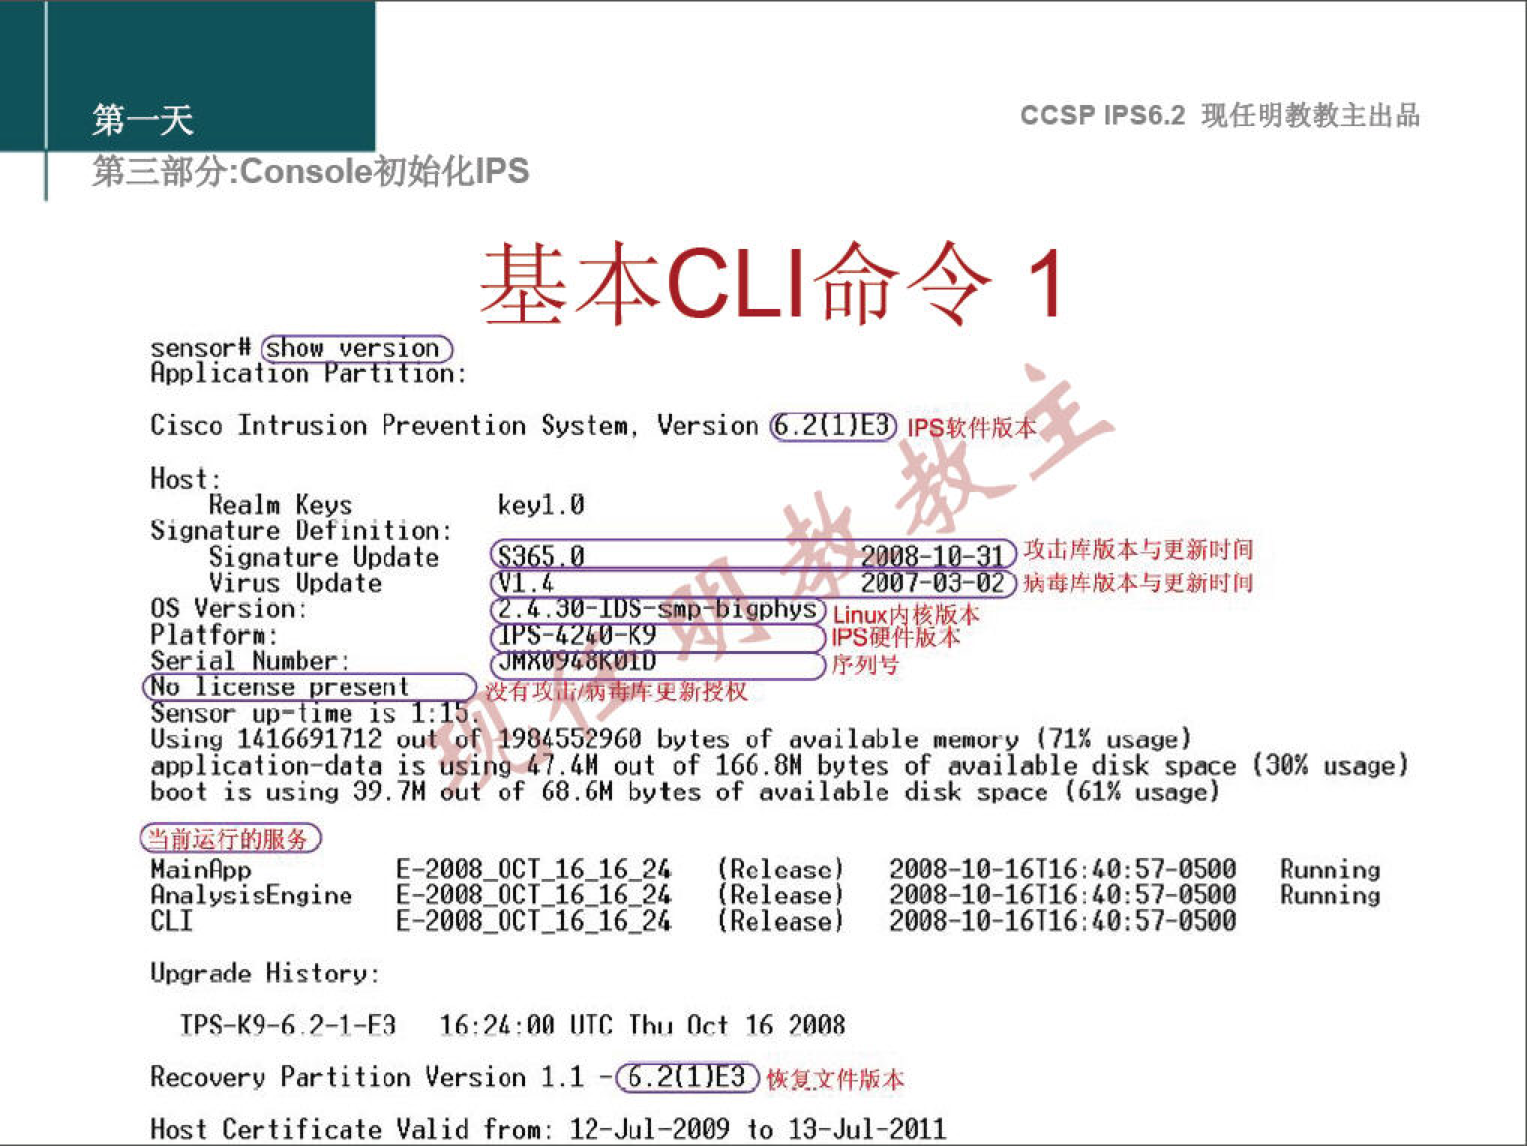 第一天
CCSP IPS6.2 现任明教教主出品
第三部分:Console初始化IPS
基本CLI命令 1
sensor# show version
Application Partition:
Cisco Intrusion Prevention System, Version 6.2(1)E3 IPS软件版本
Host:
Realm Keys key1.0
Signature Definition:
Signature Update S365.0 2008-10-31 攻击库版本与更新时间
Virus Update V1.4 2007-03-02 病毒库版本与更新时间
OS Version: 2.4.30-IDS-smp-bigphys Linux内核版本
Platform: IPS-4240-K9 IPS硬件版本
Serial Number: JMX0948K01D 序列号
No license present 没有攻击/病毒库更新授权
Sensor up-time is 1:15.
Using 1416691712 out of 1984552960 bytes of available memory (71% usage)
application-data is using 47.4M out of 166.8M bytes of available disk space (30% usage)
boot is using 39.7M out of 68.6M bytes of available disk space (61% usage)
当前运行的服务
MainApp E-2008_OCT_16_16_24 (Release) 2008-10-16T16:40:57-0500 Running
AnalysisEngine E-2008_OCT_16_16_24 (Release) 2008-10-16T16:40:57-0500 Running
CLI E-2008_OCT_16_16_24 (Release) 2008-10-16T16:40:57-0500
Upgrade History:
IPS-K9-6.2-1-E3 16:24:00 UTC Thu Oct 16 2008
Recovery Partition Version 1.1 - 6.2(1)E3 恢复文件版本
Host Certificate Valid from: 12-Jul-2009 to 13-Jul-2011
现任明教教主